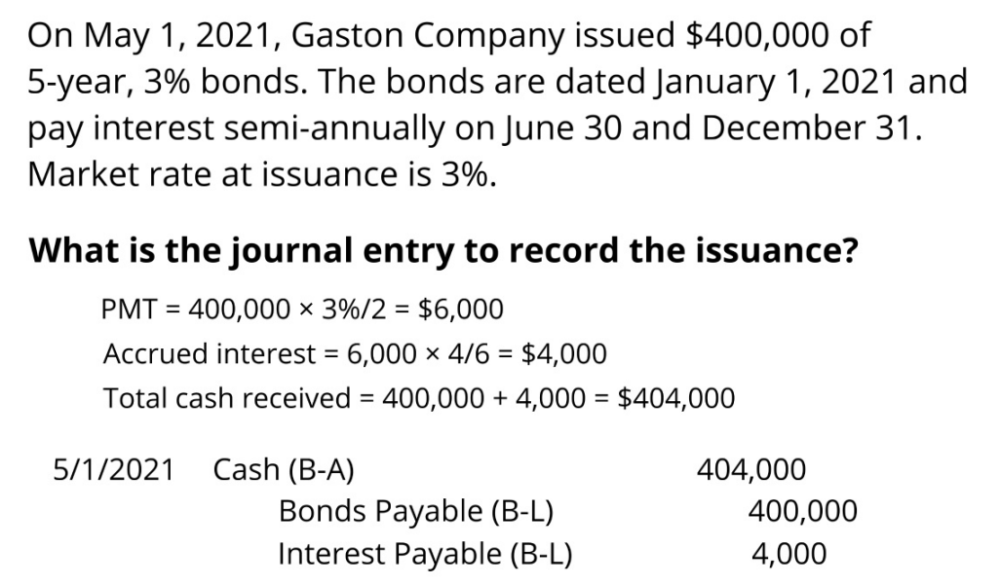 On May 1, 2021, Gaston Company issued $400,000 of
5-year, 3% bonds. The bonds are dated January 1, 2021 and
pay interest semi-annually on June 30 and December 31.
Market rate at issuance is 3%.
What is the journal entry to record the issuance?
PMT = 400,000 × 3%/2 = $6,000
Accrued interest = 6,000 × 4/6 = $4,000
Total cash received = 400,000 + 4,000 = $404,000
5/1/2021 Cash (B-A) 404,000
Bonds Payable (B-L) 400,000
Interest Payable (B-L) 4,000